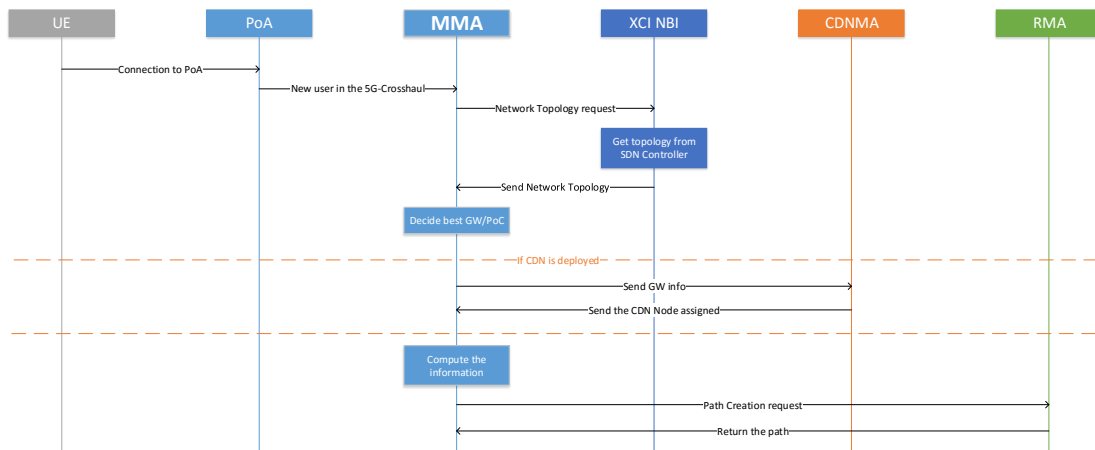 UE
PoA
MMA
XCI NBI
CDNMA
RMA
Connection to PoA
New user in the 5G-Crosshaul
Network Topology request
Get topology from
SDN Controller
Send Network Topology
Decide best GW/PoC
If CDN is deployed
Send GW info
Send the CDN Node assigned
Compute the
information
Path Creation request
Return the path